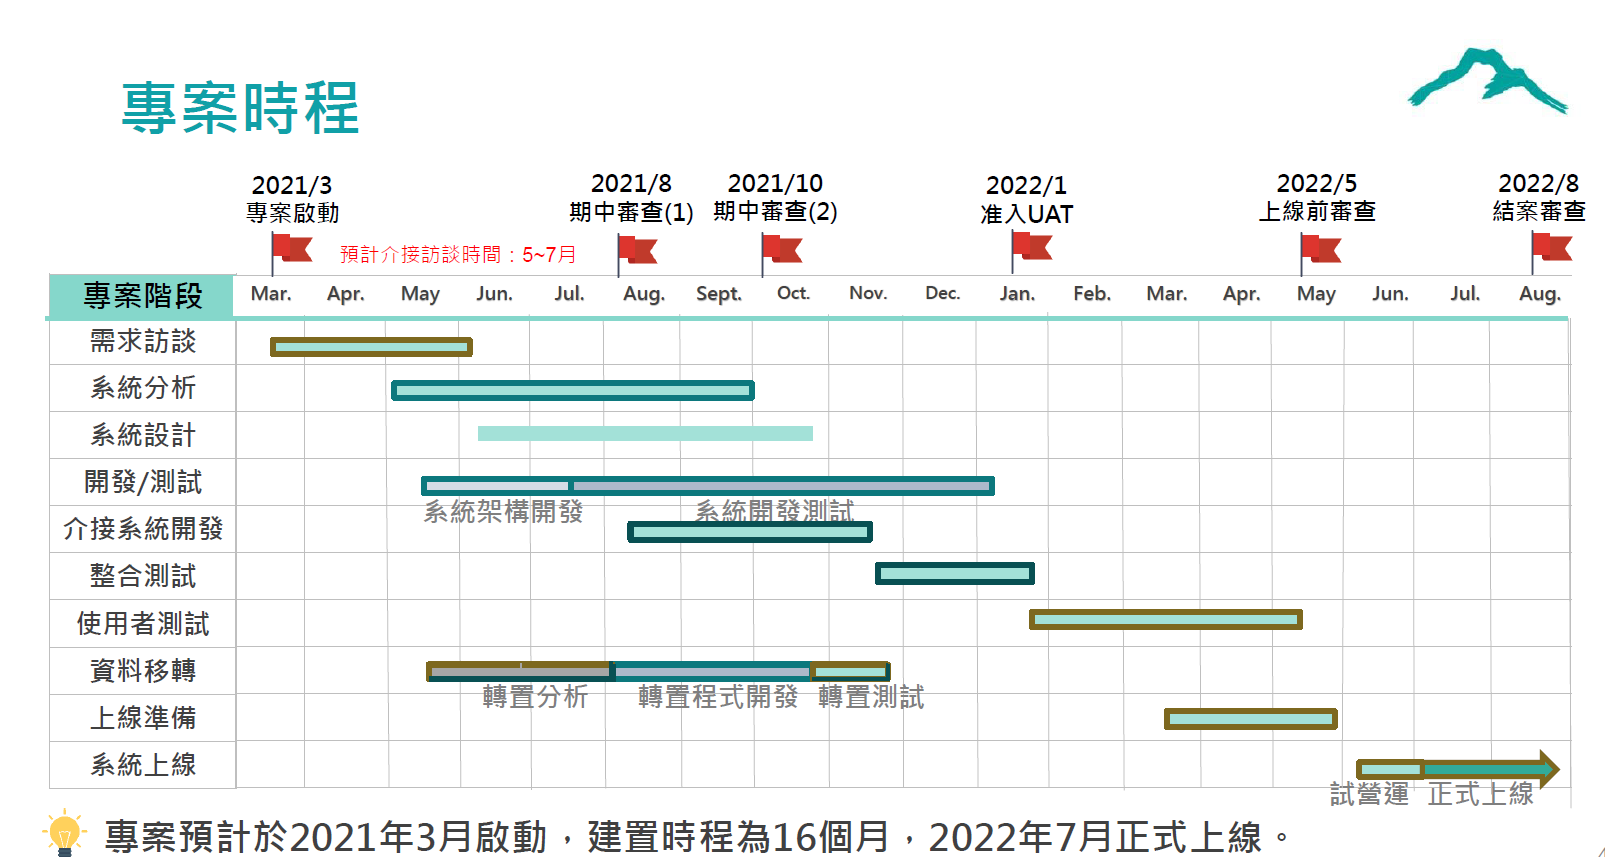 專案時程
2021/3
專案啟動
2021/8
期中審查(1)
2021/10
期中審查(2)
2022/1
准入UAT
2022/5
上線前審查
2022/8
結案審查
預計介接訪談時間：5~7月
專案階段 Mar. Apr. May Jun. Jul. Aug. Sept. Oct. Nov. Dec. Jan. Feb. Mar. Apr. May Jun. Jul. Aug.
需求訪談
系統分析
系統設計
開發/測試
系統架構開發 系統開發測試
介接系統開發
整合測試
使用者測試
資料移轉
轉置分析 轉置程式開發 轉置測試
上線準備
系統上線
試營運 正式上線
專案預計於2021年3月啟動，建置時程為16個月，2022年7月正式上線。